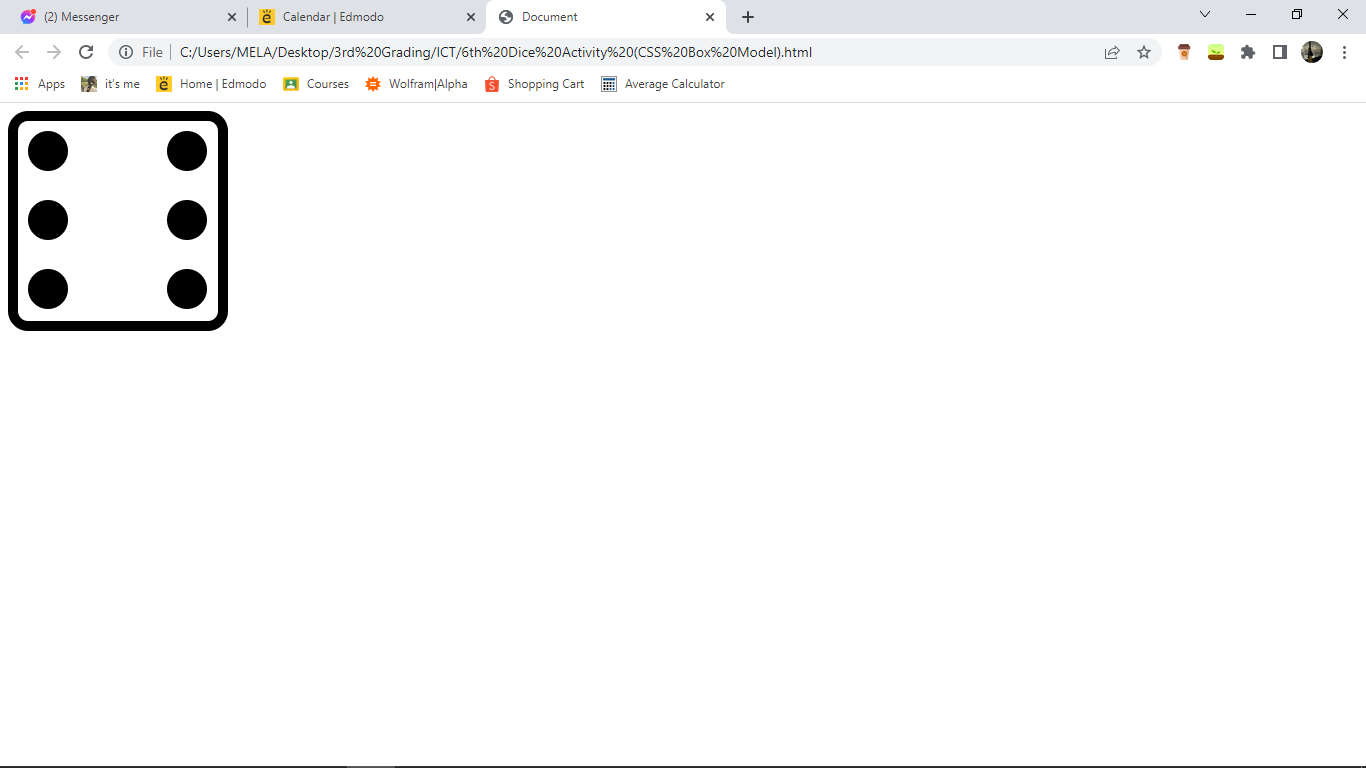 (2) Messenger Calendar | Edmodo Document
File C:/Users/MELA/Desktop/3rd%20Grading/ICT/6th%20Dice%20Activity%20(CSS%20Box%20Model).html
Apps it's me Home | Edmodo Courses Wolfram|Alpha Shopping Cart Average Calculator